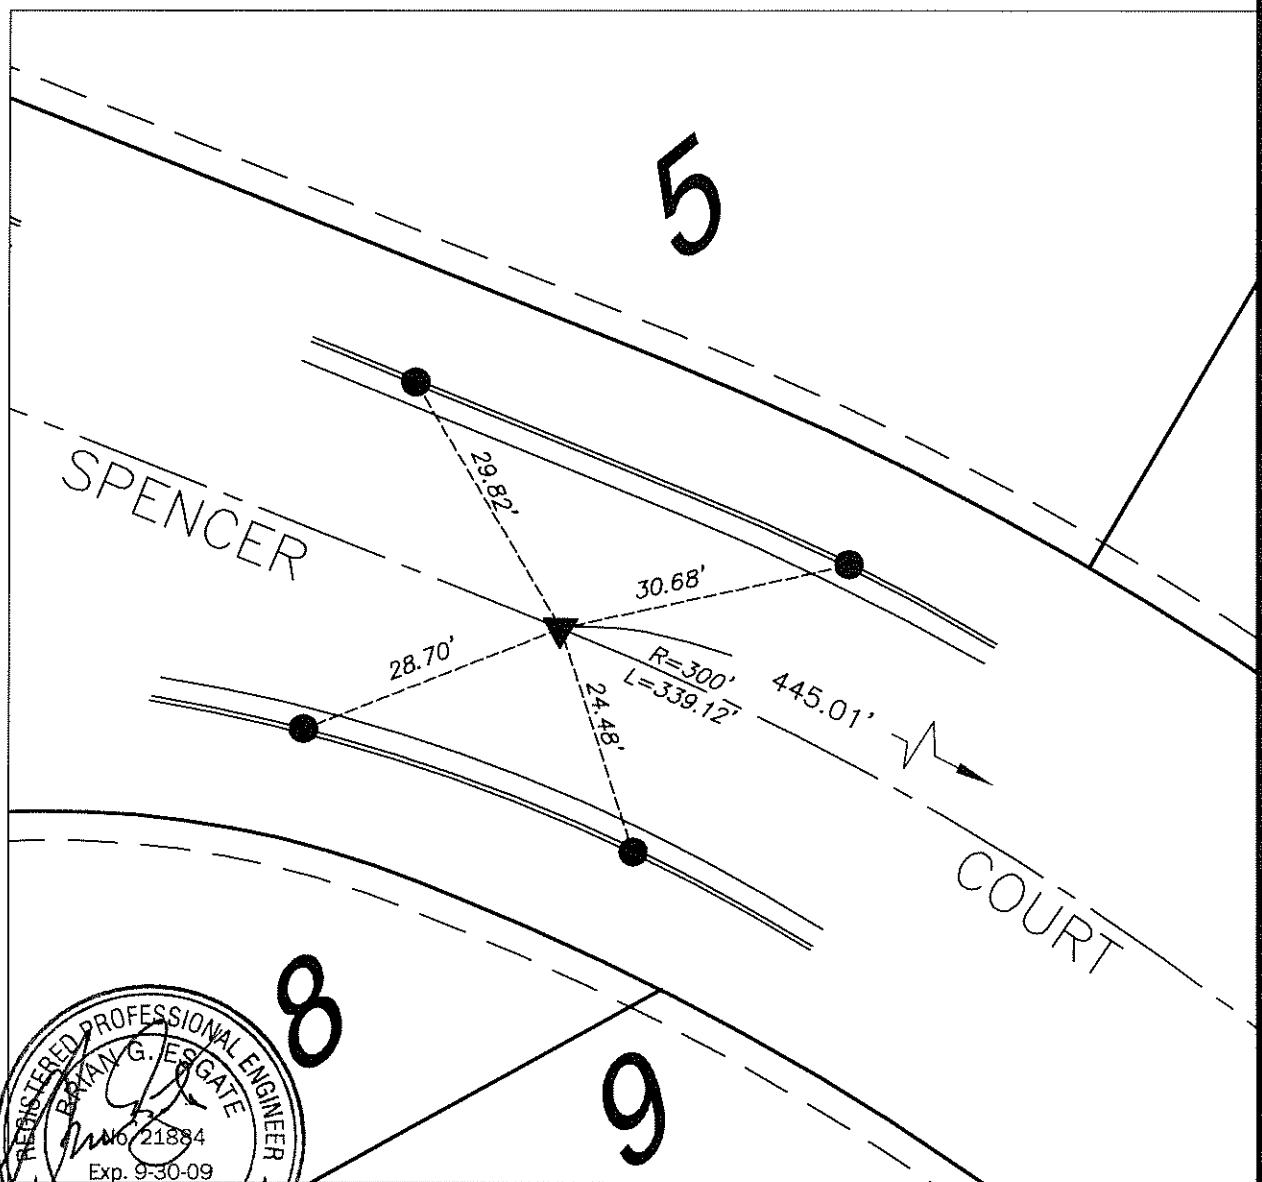 5
29.82'
SPENCER
30.68'
28.70'
R=300'
L=339.12'
445.01'
24.48'
COURT
8
9
REGISTERED PROFESSIONAL ENGINEER
BRIAN G. ESGATE
No. 21884
Exp. 9-30-09